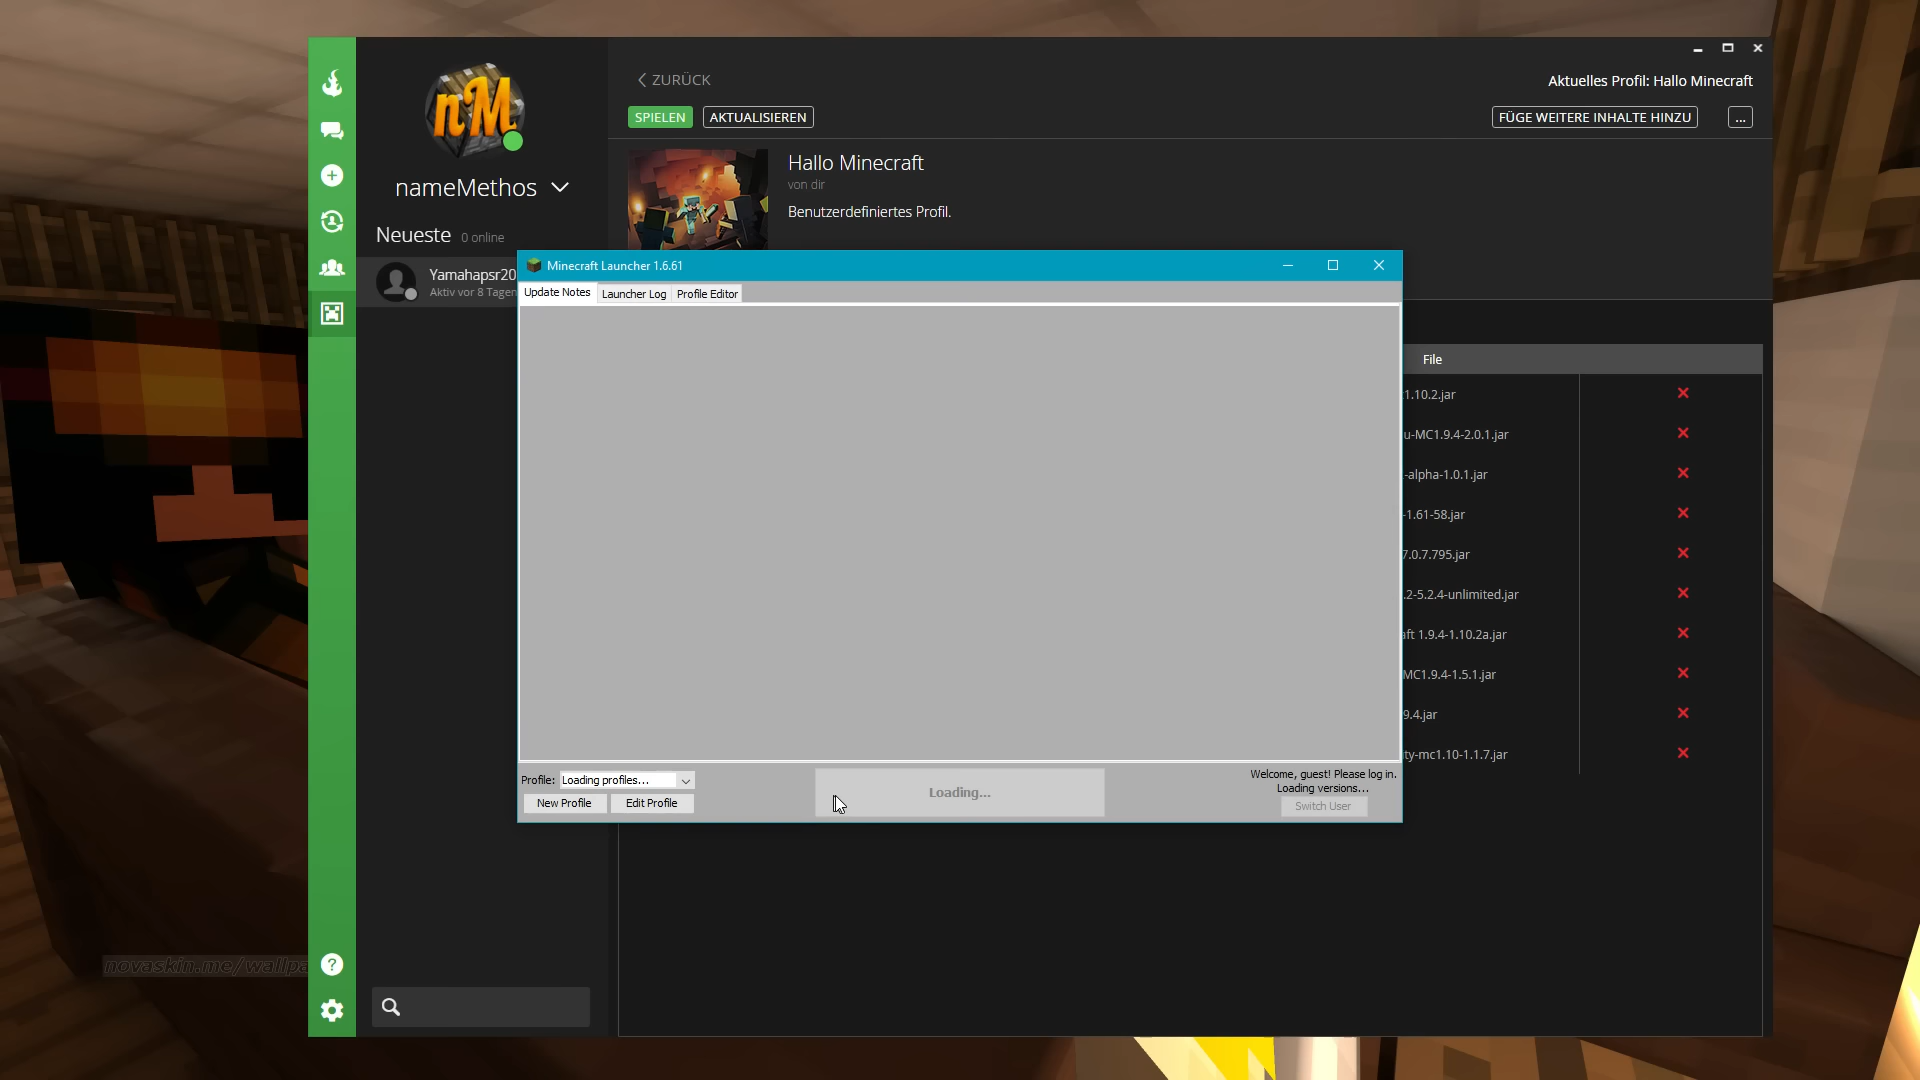 ZURÜCK
Aktuelles Profil: Hallo Minecraft
SPIELEN
AKTUALISIEREN
FÜGE WEITERE INHALTE HINZU
...
nM
nameMethos
Hallo Minecraft
von dir
Benutzerdefiniertes Profil.
Neueste 0 online
Yamahapsr20
Aktiv vor 8 Tagen
Minecraft Launcher 1.6.61
Update Notes
Launcher Log
Profile Editor
File
1.10.2.jar
u-MC1.9.4-2.0.1.jar
-alpha-1.0.1.jar
-1.61-58.jar
7.0.7.795.jar
.2-5.2.4-unlimited.jar
aft 1.9.4-1.10.2a.jar
MC1.9.4-1.5.1.jar
9.4.jar
ity-mc1.10-1.1.7.jar
Profile: Loading profiles...
New Profile
Edit Profile
Loading...
Welcome, guest! Please log in.
Loading versions...
Switch User
novaskin.me/wallpa